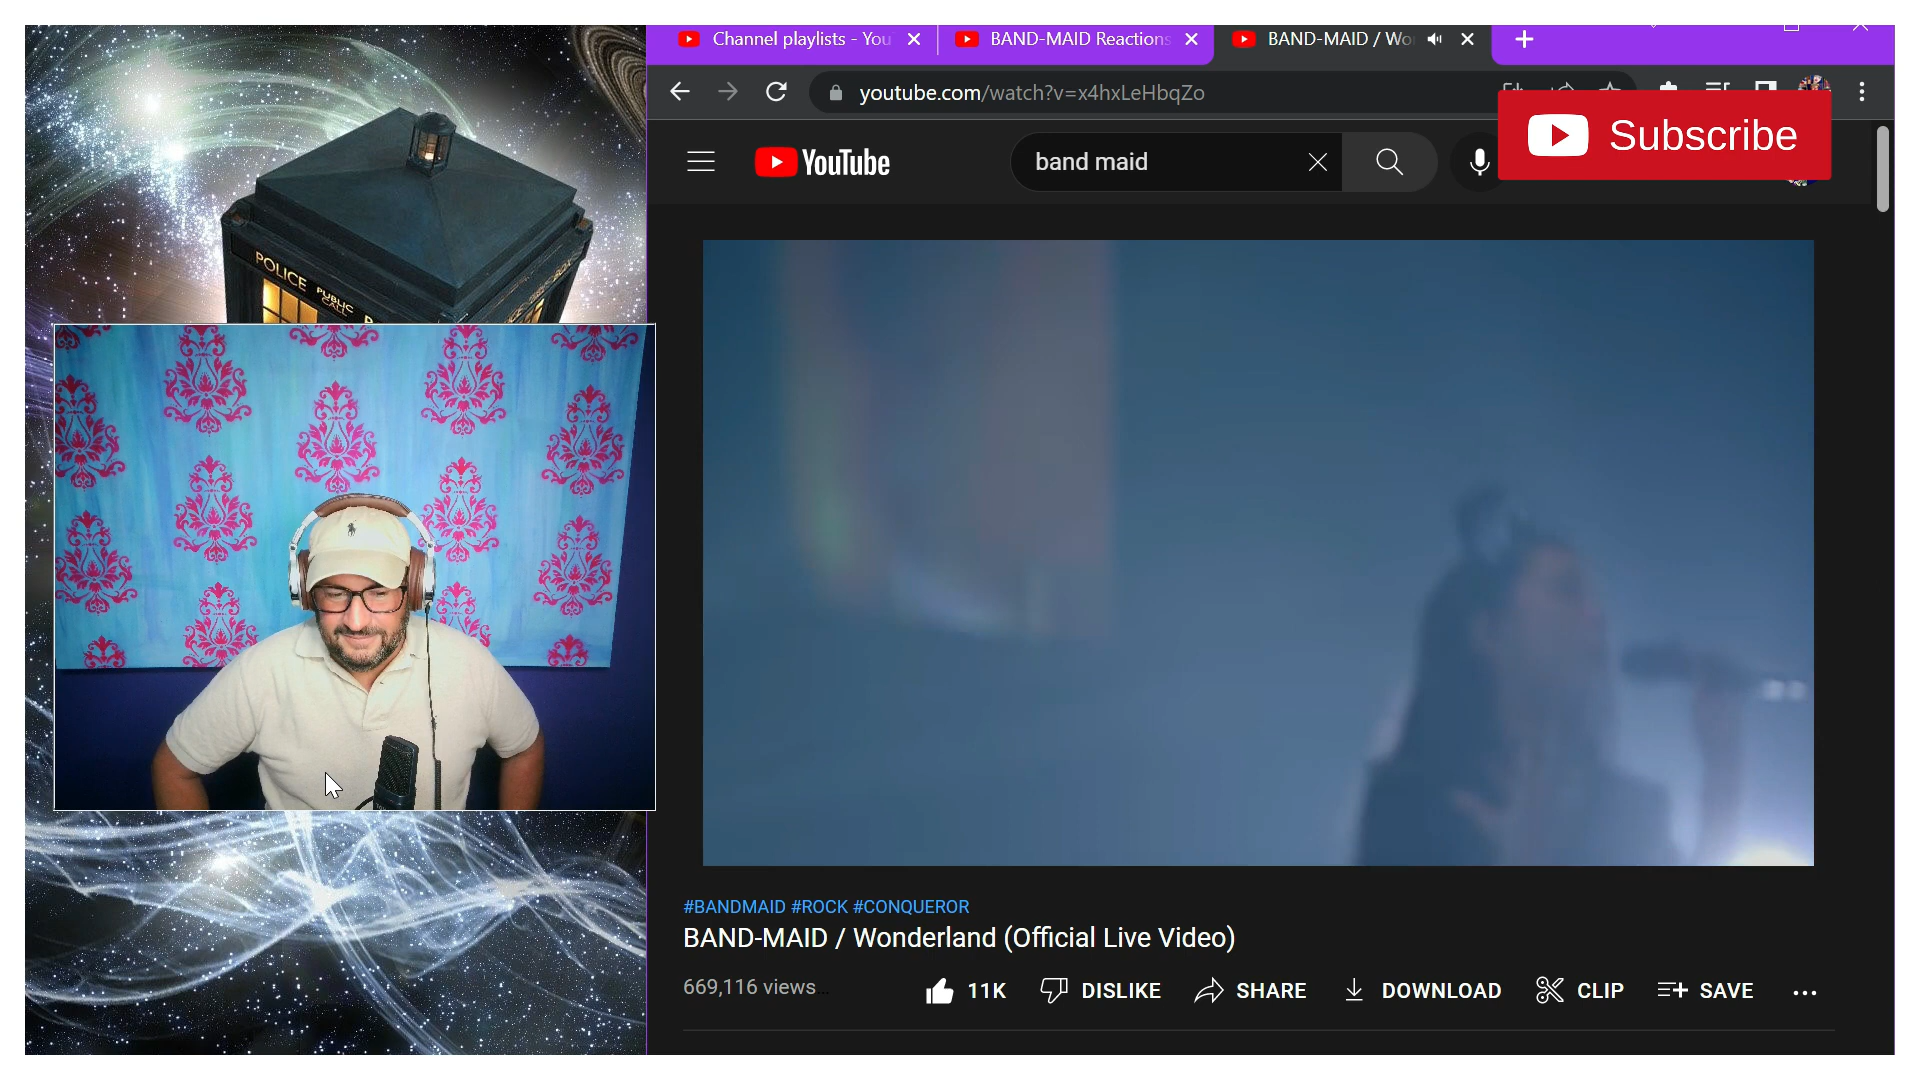 Channel playlists - You
BAND-MAID Reactions
BAND-MAID / Wo
youtube.com/watch?v=x4hxLeHbqZo
YouTube
band maid
Subscribe
POLICE
PUBLIC
CALL
#BANDMAID #ROCK #CONQUEROR
BAND-MAID / Wonderland (Official Live Video)
669,116 views...
11K
DISLIKE
SHARE
DOWNLOAD
CLIP
SAVE